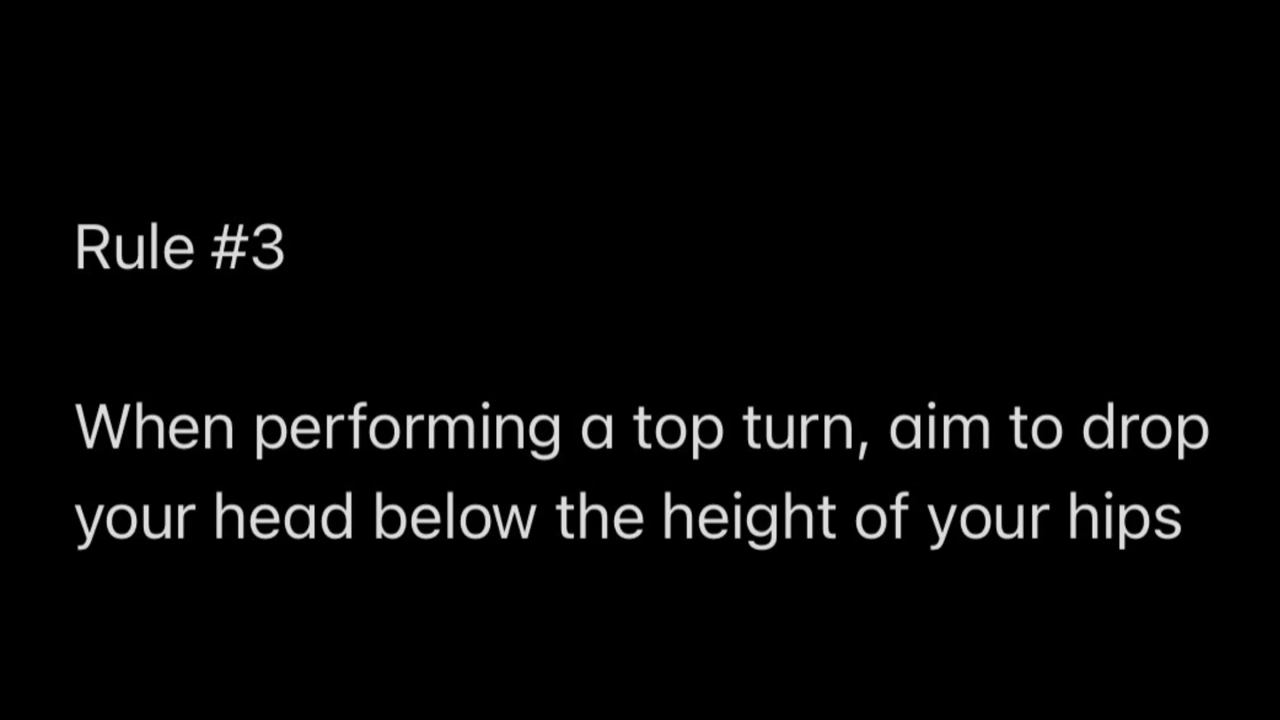 Rule #3
When performing a top turn, aim to drop
your head below the height of your hips